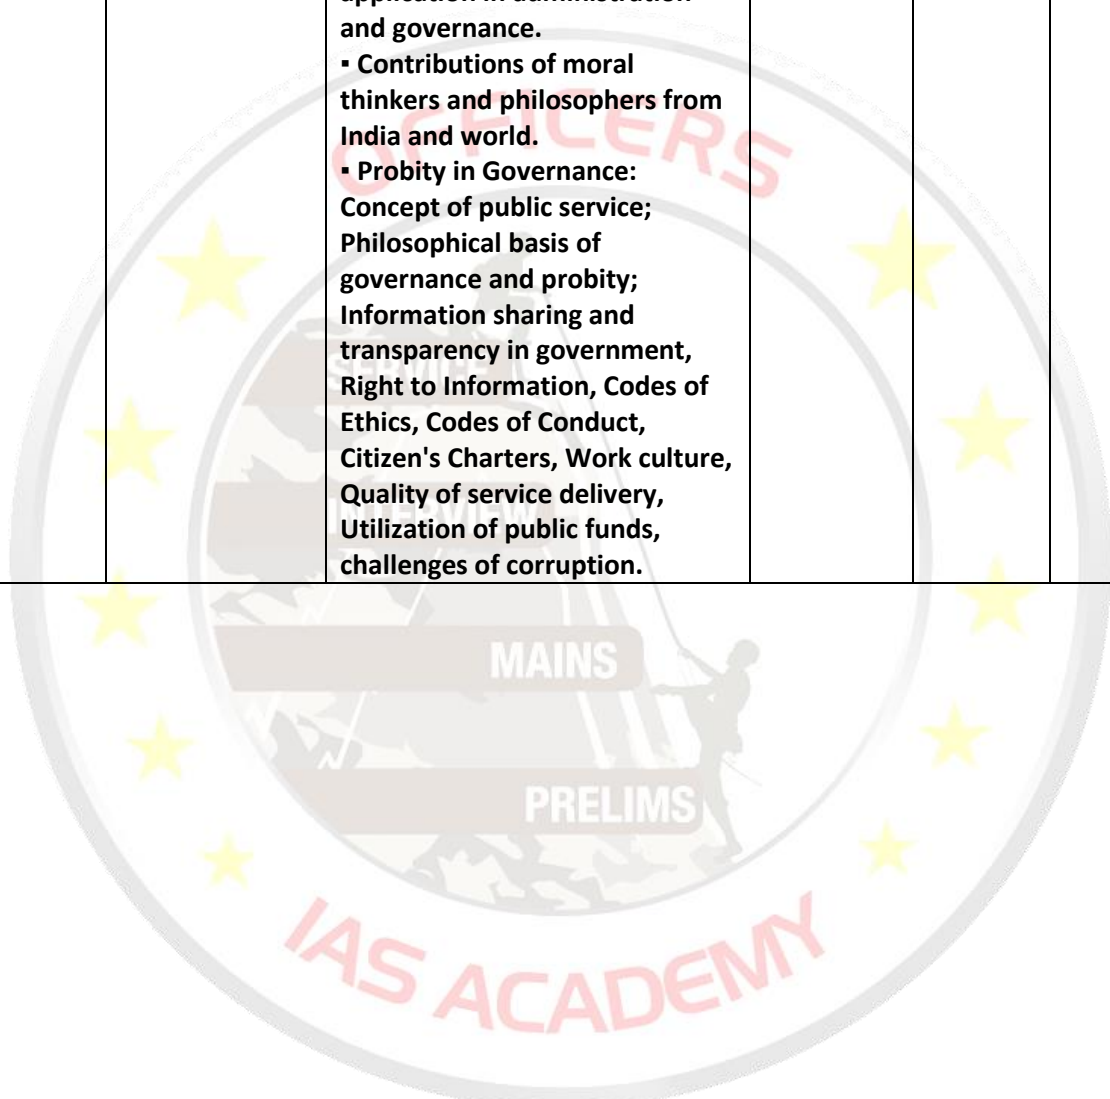 and governance.
▪ Contributions of moral
thinkers and philosophers from
India and world.
▪ Probity in Governance:
Concept of public service;
Philosophical basis of
governance and probity;
Information sharing and
transparency in government,
Right to Information, Codes of
Ethics, Codes of Conduct,
Citizen's Charters, Work culture,
Quality of service delivery,
Utilization of public funds,
challenges of corruption.
OFFICERS
SERVICE
INTERVIEW
MAINS
PRELIMS
IAS ACADEMY